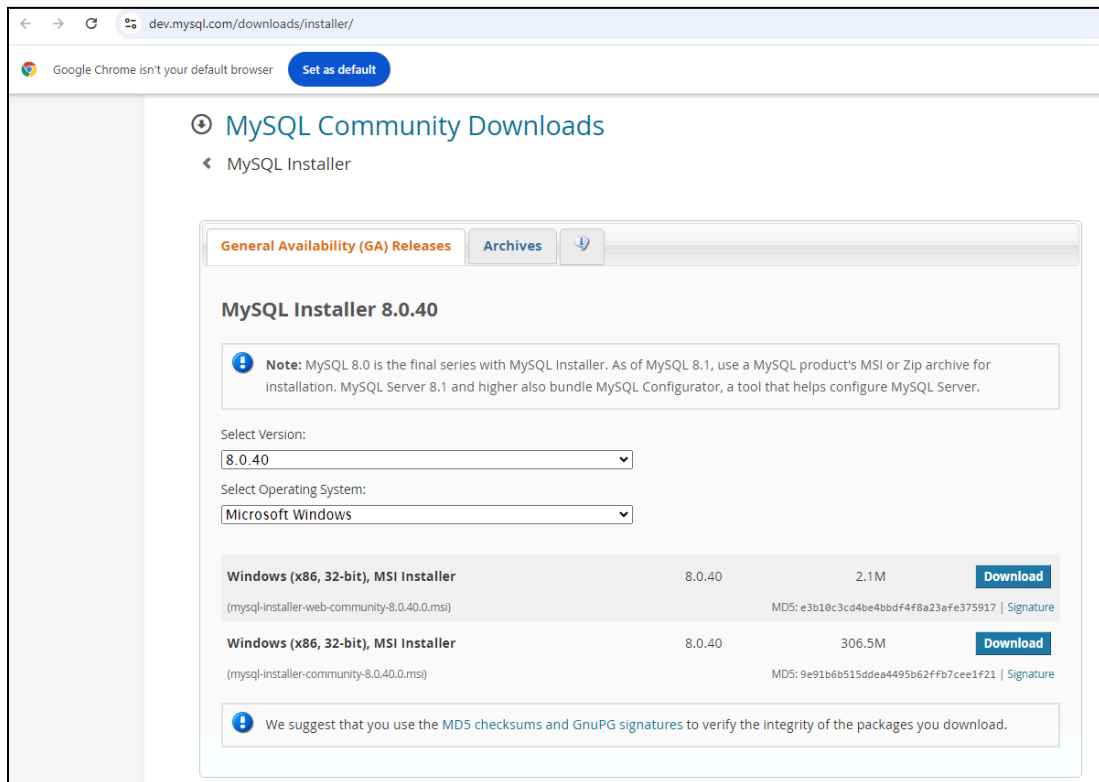 dev.mysql.com/downloads/installer/
Google Chrome isn't your default browser
Set as default
MySQL Community Downloads
MySQL Installer
General Availability (GA) Releases
Archives
MySQL Installer 8.0.40
Note: MySQL 8.0 is the final series with MySQL Installer. As of MySQL 8.1, use a MySQL product's MSI or Zip archive for
installation. MySQL Server 8.1 and higher also bundle MySQL Configurator, a tool that helps configure MySQL Server.
Select Version:
8.0.40
Select Operating System:
Microsoft Windows
Windows (x86, 32-bit), MSI Installer 8.0.40 2.1M Download
(mysql-installer-web-community-8.0.40.0.msi) MD5: e3b10c3cd4be4bbdf4f8a23afe375917 | Signature
Windows (x86, 32-bit), MSI Installer 8.0.40 306.5M Download
(mysql-installer-community-8.0.40.0.msi) MD5: 9e91b6b515ddea4495b62ffb7cee1f21 | Signature
We suggest that you use the MD5 checksums and GnuPG signatures to verify the integrity of the packages you download.